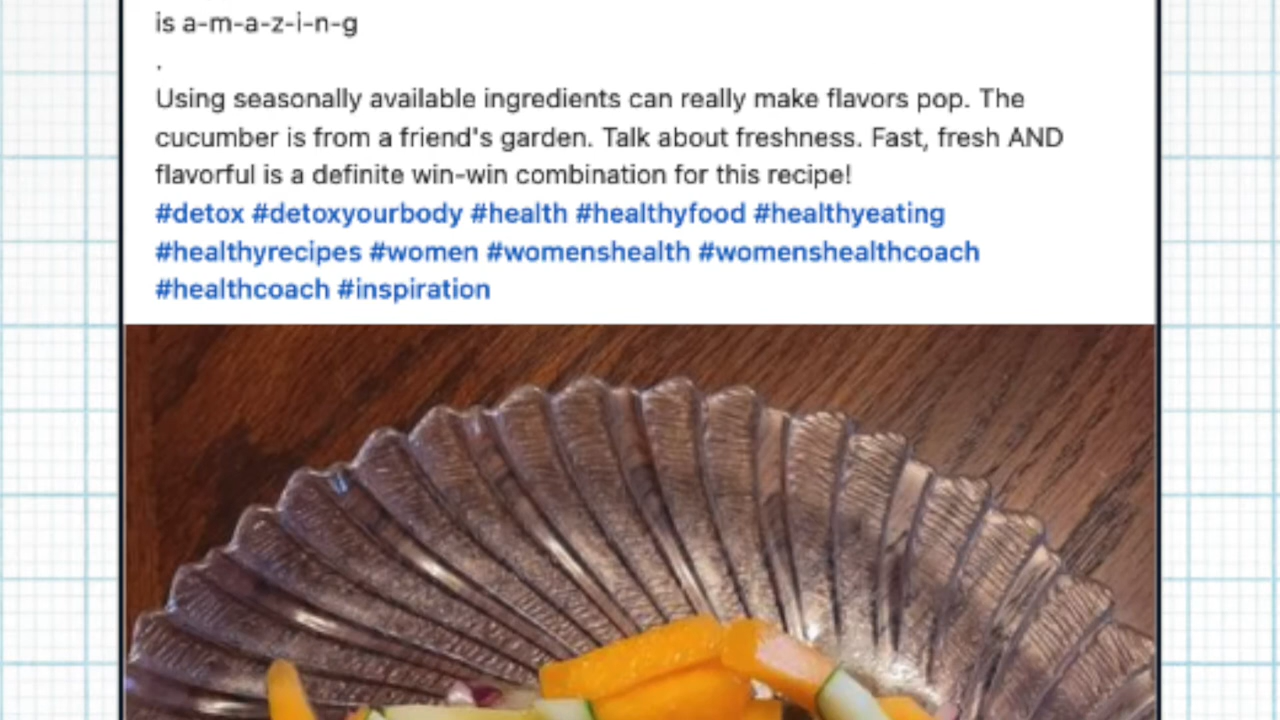 is a-m-a-z-i-n-g
.
Using seasonally available ingredients can really make flavors pop. The
cucumber is from a friend's garden. Talk about freshness. Fast, fresh AND
flavorful is a definite win-win combination for this recipe!
#detox #detoxyourbody #health #healthyfood #healthyeating
#healthyrecipes #women #womenshealth #womenshealthcoach
#healthcoach #inspiration